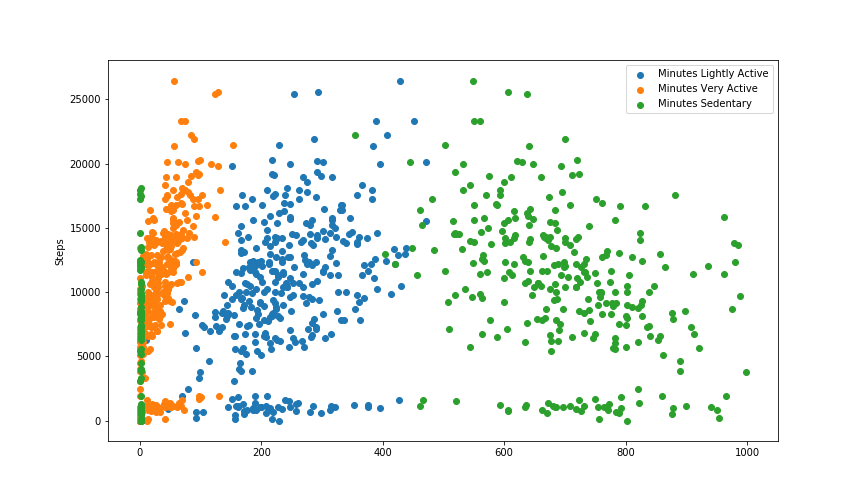 Minutes Lightly Active
Minutes Very Active
Minutes Sedentary
25000
20000
15000
10000
5000
0
Steps
0 200 400 600 800 1000